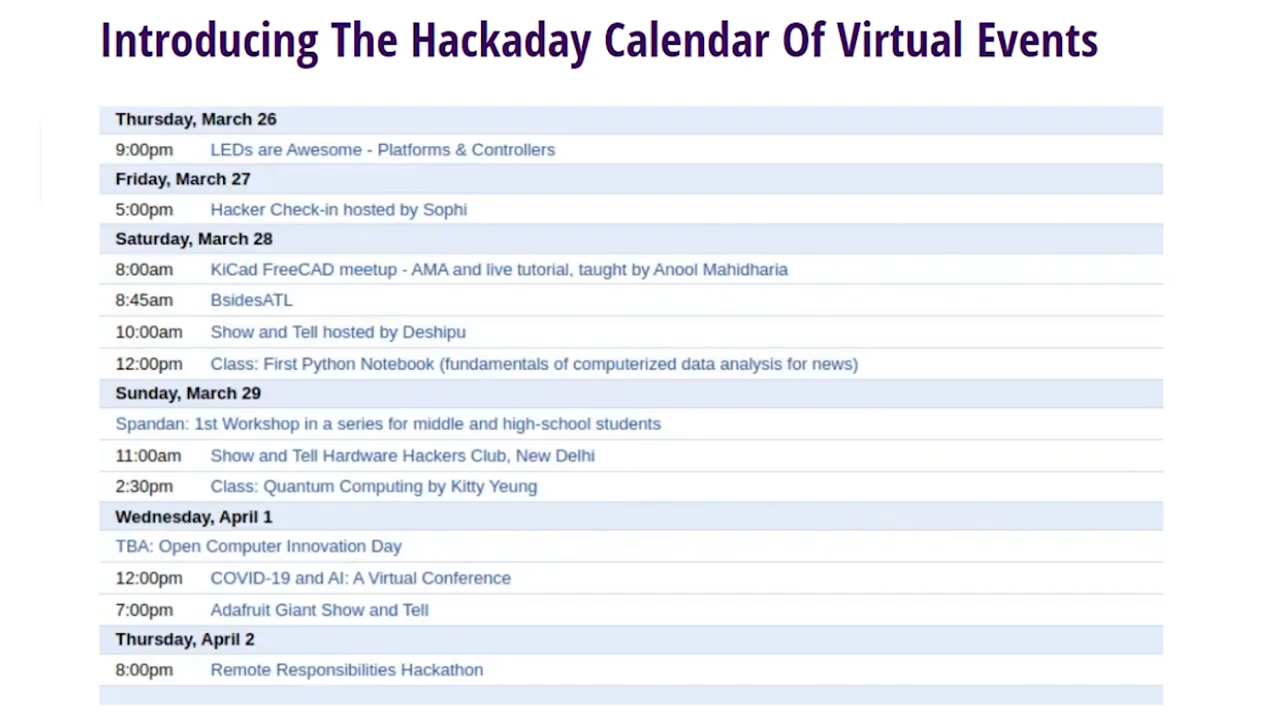 Introducing The Hackaday Calendar Of Virtual Events
Thursday, March 26
9:00pm LEDs are Awesome - Platforms & Controllers
Friday, March 27
5:00pm Hacker Check-in hosted by Sophi
Saturday, March 28
8:00am KiCad FreeCAD meetup - AMA and live tutorial, taught by Anool Mahidharia
8:45am BsidesATL
10:00am Show and Tell hosted by Deshipu
12:00pm Class: First Python Notebook (fundamentals of computerized data analysis for news)
Sunday, March 29
Spandan: 1st Workshop in a series for middle and high-school students
11:00am Show and Tell Hardware Hackers Club, New Delhi
2:30pm Class: Quantum Computing by Kitty Yeung
Wednesday, April 1
TBA: Open Computer Innovation Day
12:00pm COVID-19 and AI: A Virtual Conference
7:00pm Adafruit Giant Show and Tell
Thursday, April 2
8:00pm Remote Responsibilities Hackathon